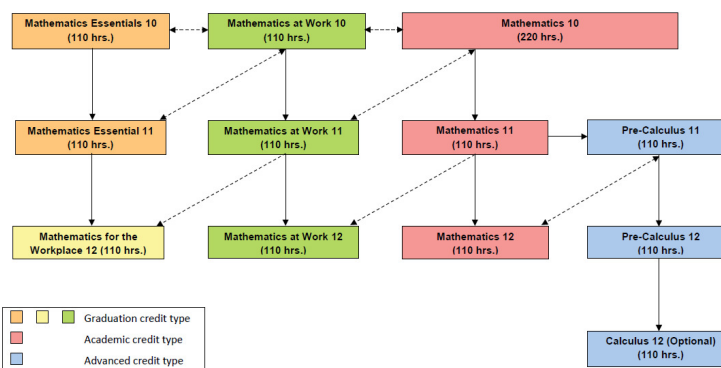 Mathematics Essentials 10
(110 hrs.)
Mathematics at Work 10
(110 hrs.)
Mathematics 10
(220 hrs.)
Mathematics Essential 11
(110 hrs.)
Mathematics at Work 11
(110 hrs.)
Mathematics 11
(110 hrs.)
Pre-Calculus 11
(110 hrs.)
Mathematics for the
Workplace 12 (110 hrs.)
Mathematics at Work 12
(110 hrs.)
Mathematics 12
(110 hrs.)
Pre-Calculus 12
(110 hrs.)
Graduation credit type
Academic credit type
Advanced credit type
Calculus 12 (Optional)
(110 hrs.)